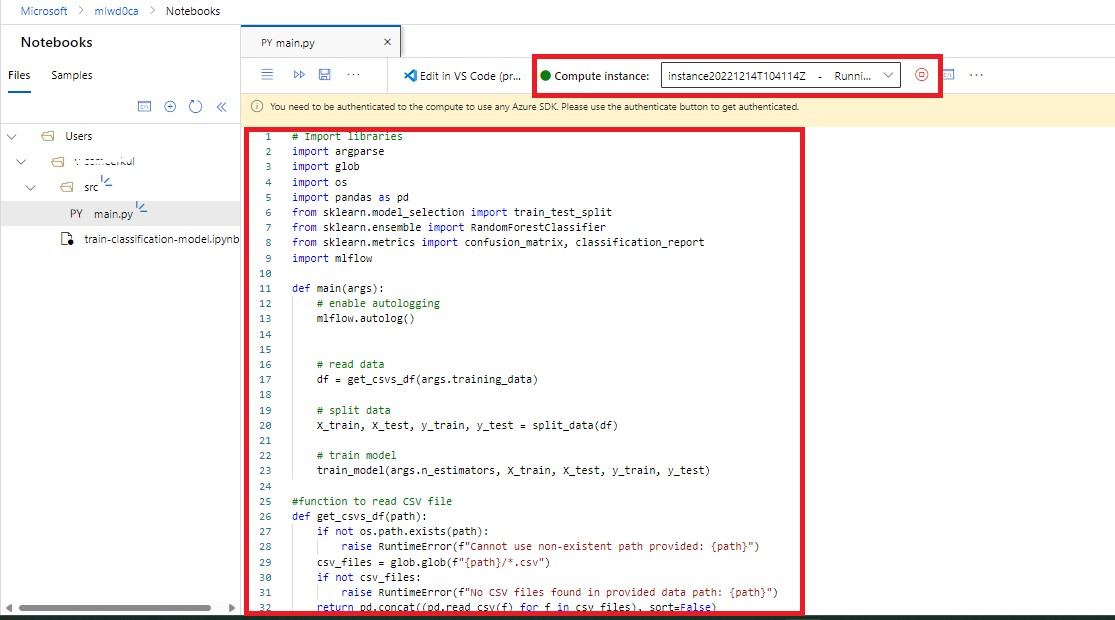 Microsoft > mlwd0ca > Notebooks
Notebooks
Files Samples
Users
src
PY main.py
train-classification-model.ipynb
PY main.py ×
Edit in VS Code (pr...
Compute instance: instance20221214T104114Z - Runni...
You need to be authenticated to the compute to use any Azure SDK. Please use the authenticate button to get authenticated.
1 # Import libraries
2 import argparse
3 import glob
4 import os
5 import pandas as pd
6 from sklearn.model_selection import train_test_split
7 from sklearn.ensemble import RandomForestClassifier
8 from sklearn.metrics import confusion_matrix, classification_report
9 import mlflow
10
11 def main(args):
12 # enable autologging
13 mlflow.autolog()
14
15
16 # read data
17 df = get_csvs_df(args.training_data)
18
19 # split data
20 X_train, X_test, y_train, y_test = split_data(df)
21
22 # train model
23 train_model(args.n_estimators, X_train, X_test, y_train, y_test)
24
25 #function to read CSV file
26 def get_csvs_df(path):
27 if not os.path.exists(path):
28 raise RuntimeError(f"Cannot use non-existent path provided: {path}")
29 csv_files = glob.glob(f"{path}/*.csv")
30 if not csv_files:
31 raise RuntimeError(f"No CSV files found in provided data path: {path}")
32 return pd.concat((pd.read_csv(f) for f in csv_files), sort=False)